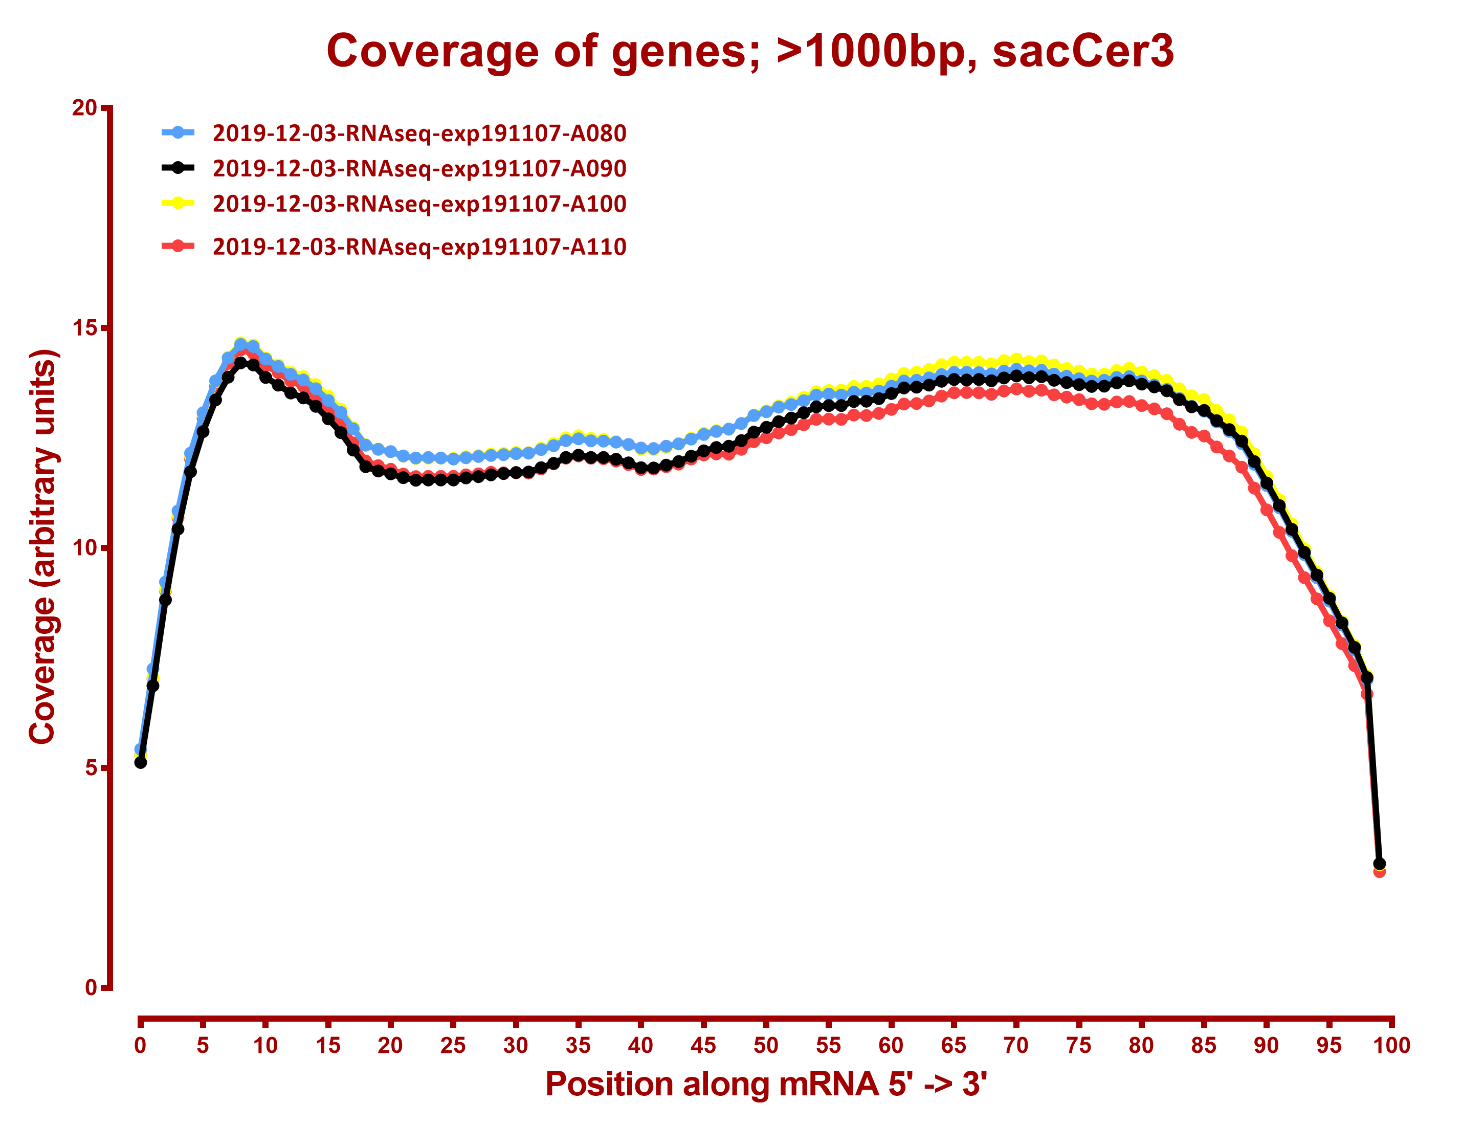 Coverage of genes; >1000bp, sacCer3
20
2019-12-03-RNAseq-exp191107-A080
2019-12-03-RNAseq-exp191107-A090
2019-12-03-RNAseq-exp191107-A100
2019-12-03-RNAseq-exp191107-A110
15
10
5
0
Coverage (arbitrary units)
0 5 10 15 20 25 30 35 40 45 50 55 60 65 70 75 80 85 90 95 100
Position along mRNA 5' -> 3'